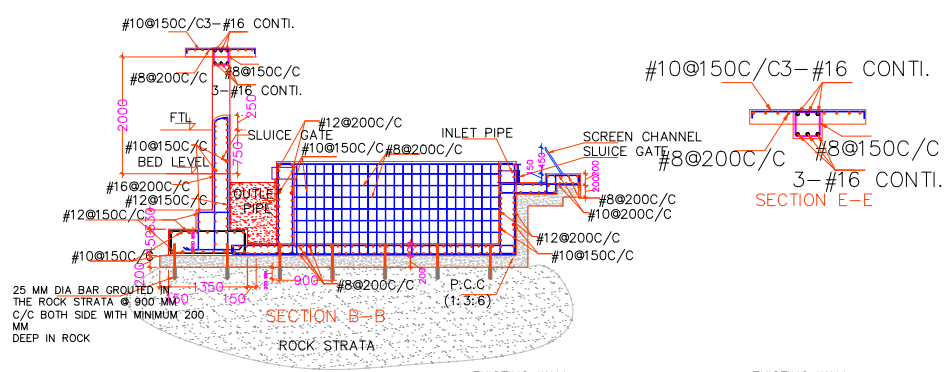 #10@150C/C3-#16 CONTI.
#8@200C/C
#8@150C/C
3-#16 CONTI.
2000
250
FTL
SLUICE GATE
#12@200C/C
INLET PIPE
SCREEN CHANNEL
SLUICE GATE
#10@150C/C
#10@150C/C
#8@200C/C
BED LEVEL
750
#16@200C/C
OUTLET
PIPE
#12@150C/C
#12@150C/C
#8@200C/C
#10@200C/C
#12@200C/C
#10@150C/C
#10@150C/C
200
1350
150
900
#8@200C/C
P.C.C
(1:3:6)
200
25 MM DIA BAR GROUTED IN
THE ROCK STRATA @ 900 MM
C/C BOTH SIDE WITH MINIMUM 200
MM
DEEP IN ROCK
SECTION B-B
ROCK STRATA
#10@150C/C3-#16 CONTI.
#8@200C/C
#8@150C/C
3-#16 CONTI.
SECTION E-E